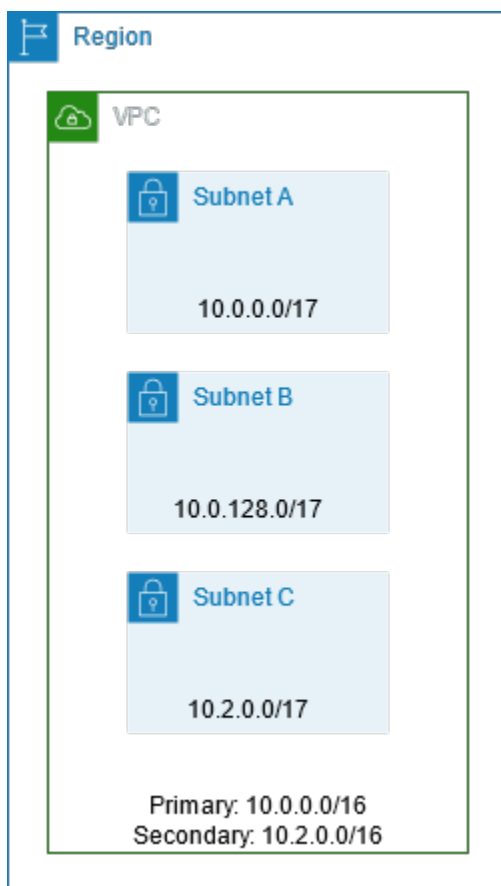 Region
VPC
Subnet A
10.0.0.0/17
Subnet B
10.0.128.0/17
Subnet C
10.2.0.0/17
Primary: 10.0.0.0/16
Secondary: 10.2.0.0/16